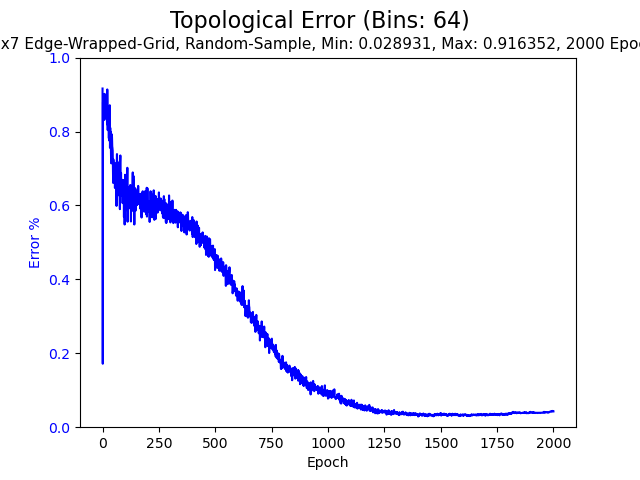 Topological Error (Bins: 64)
x7 Edge-Wrapped-Grid, Random-Sample, Min: 0.028931, Max: 0.916352, 2000 Epo
1.0
0.8
0.6
0.4
0.2
0.0
Error %
0 250 500 750 1000 1250 1500 1750 2000
Epoch